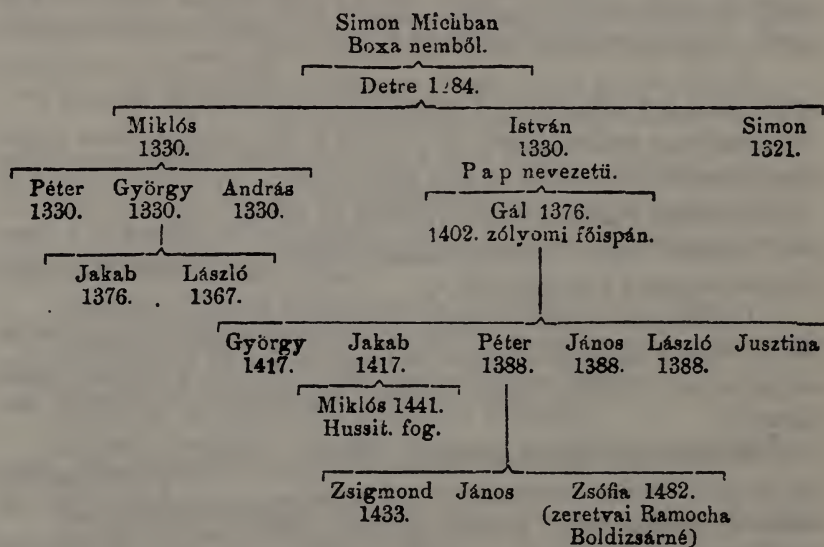 Simon Michban
Boxa nemből.
Detre 1284.
Miklós István Simon
1330. 1330. 1321.
Pap nevezetü.
Péter György András
1330. 1330. 1330.
Gál 1376.
1402. zólyomi főispán.
Jakab László
1376. 1367.
György Jakab Péter János László Jusztina
1417. 1417. 1388. 1388. 1388.
Miklós 1441.
Hussit. fog.
Zsigmond János Zsófia 1482.
1433. (zeretvai Ramocha
Boldizsárné)